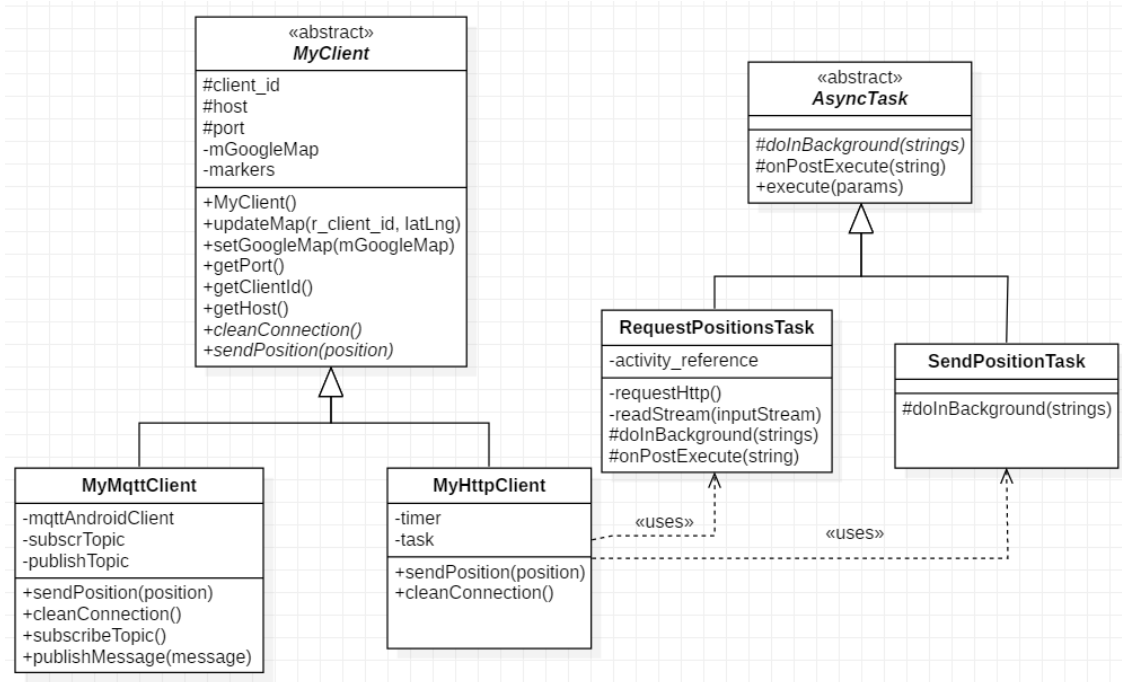 «abstract»
MyClient
#client_id
#host
#port
-mGoogleMap
-markers
+MyClient()
+updateMap(r_client_id, latLng)
+setGoogleMap(mGoogleMap)
+getPort()
+getClientId()
+getHost()
+cleanConnection()
+sendPosition(position)
«abstract»
AsyncTask
#doInBackground(strings)
#onPostExecute(string)
+execute(params)
RequestPositionsTask
-activity_reference
-requestHttp()
-readStream(inputStream)
#doInBackground(strings)
#onPostExecute(string)
SendPositionTask
#doInBackground(strings)
MyMqttClient
-mqttAndroidClient
-subscrTopic
-publishTopic
+sendPosition(position)
+cleanConnection()
+subscribeTopic()
+publishMessage(message)
MyHttpClient
-timer
-task
+sendPosition(position)
+cleanConnection()
«uses»
«uses»